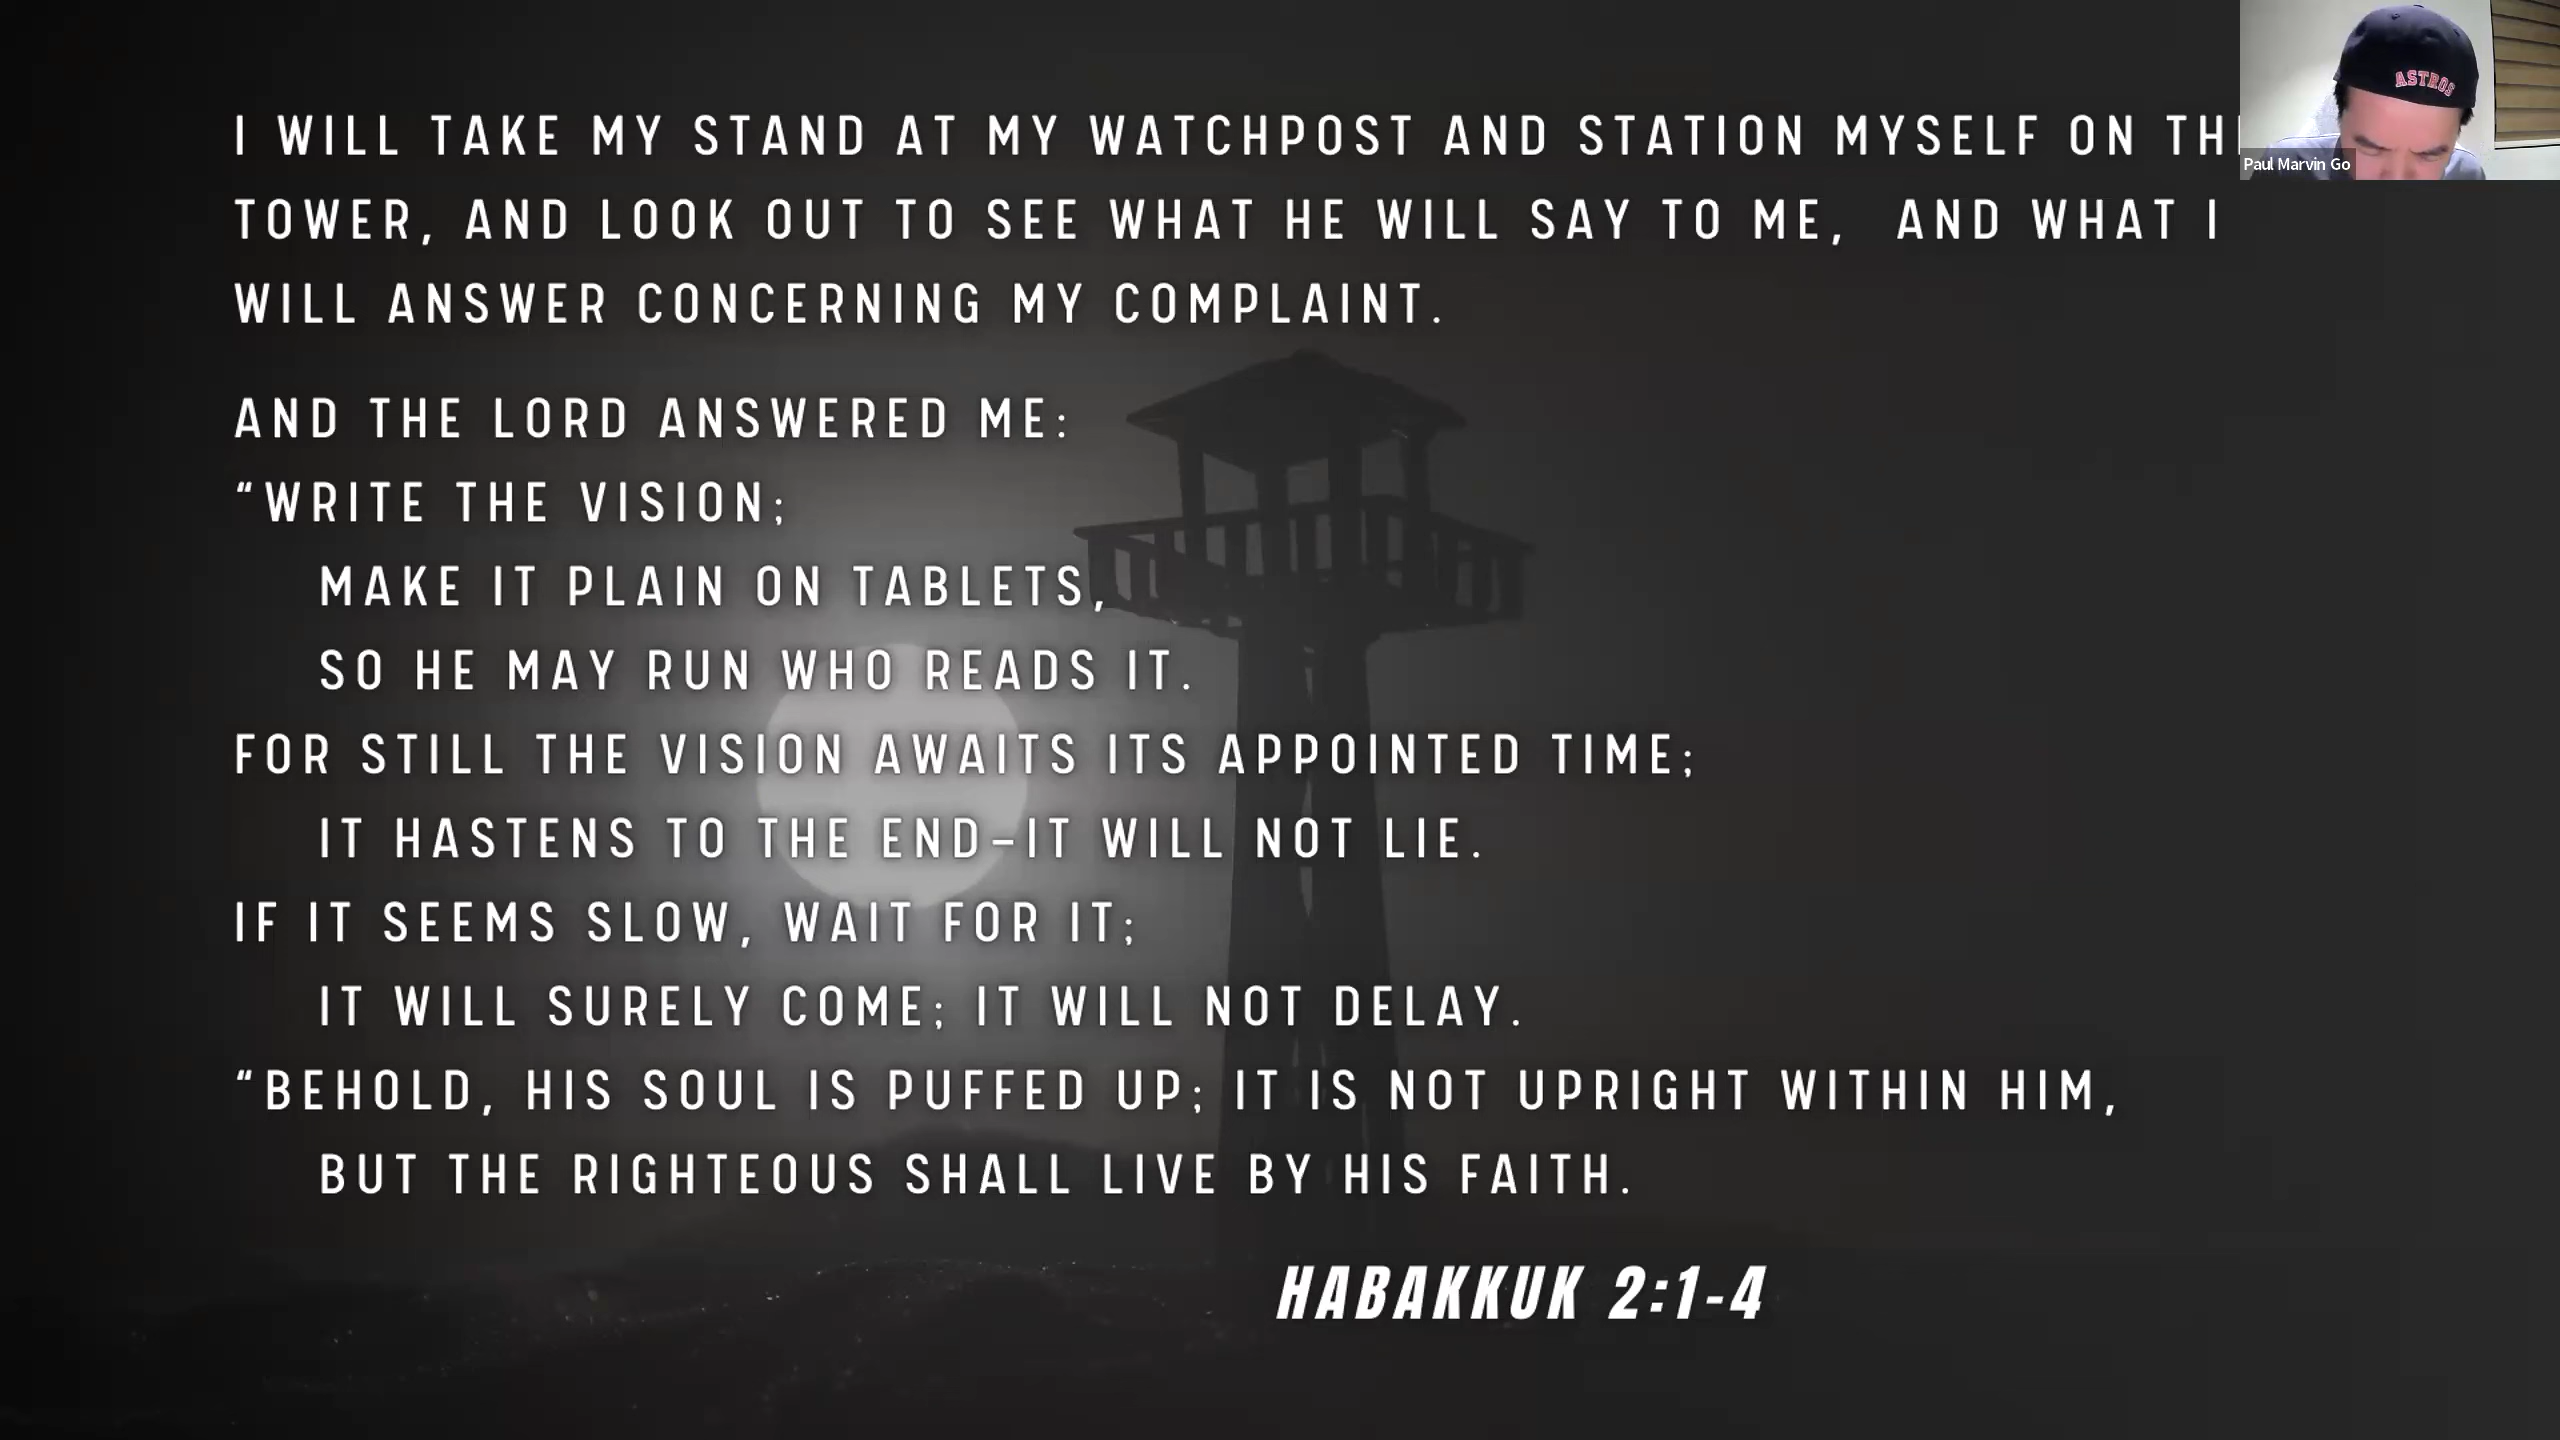 I WILL TAKE MY STAND AT MY WATCHPOST AND STATION MYSELF ON
TOWER, AND LOOK OUT TO SEE WHAT HE WILL SAY TO ME, AND WHAT I
WILL ANSWER CONCERNING MY COMPLAINT.
AND THE LORD ANSWERED ME:
“WRITE THE VISION;
MAKE IT PLAIN ON TABLETS,
SO HE MAY RUN WHO READS IT.
FOR STILL THE VISION AWAITS ITS APPOINTED TIME;
IT HASTENS TO THE END–IT WILL NOT LIE.
IF IT SEEMS SLOW, WAIT FOR IT;
IT WILL SURELY COME; IT WILL NOT DELAY.
“BEHOLD, HIS SOUL IS PUFFED UP; IT IS NOT UPRIGHT WITHIN HIM,
BUT THE RIGHTEOUS SHALL LIVE BY HIS FAITH.
HABAKKUK 2:1-4
ASTROS
Paul Marvin Go